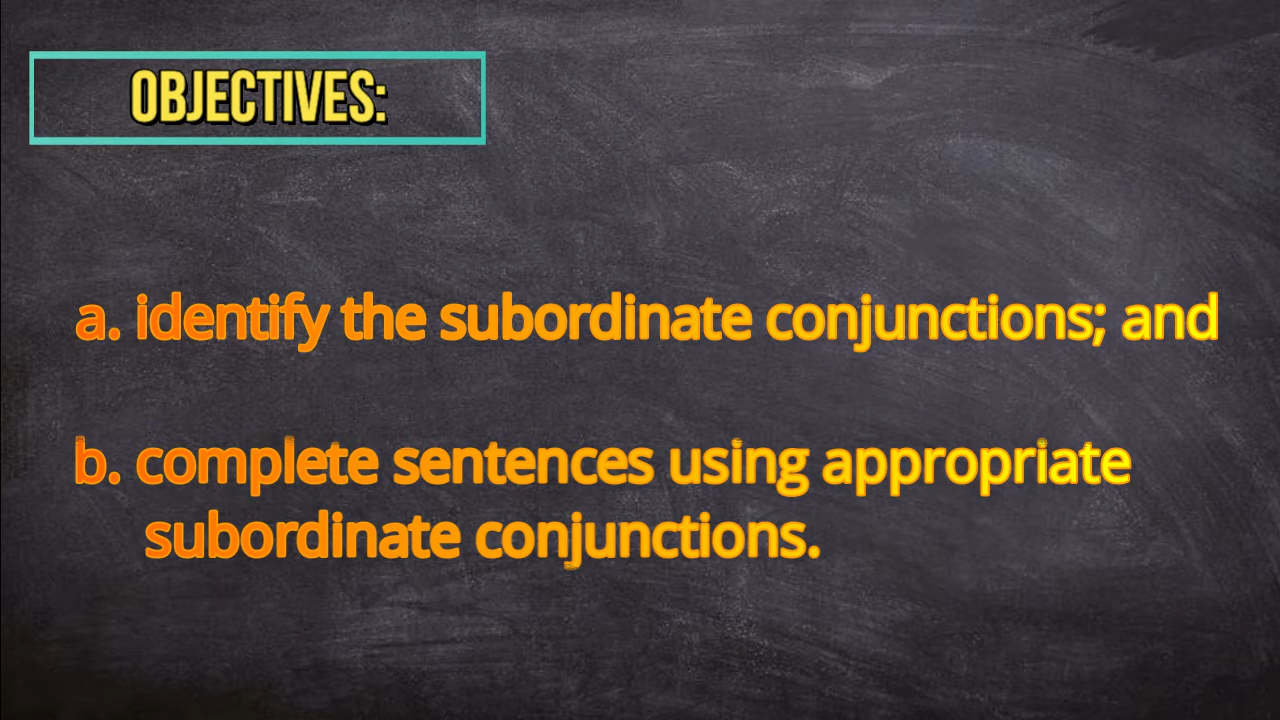 OBJECTIVES:
a. identify the subordinate conjunctions; and
b. complete sentences using appropriate
subordinate conjunctions.